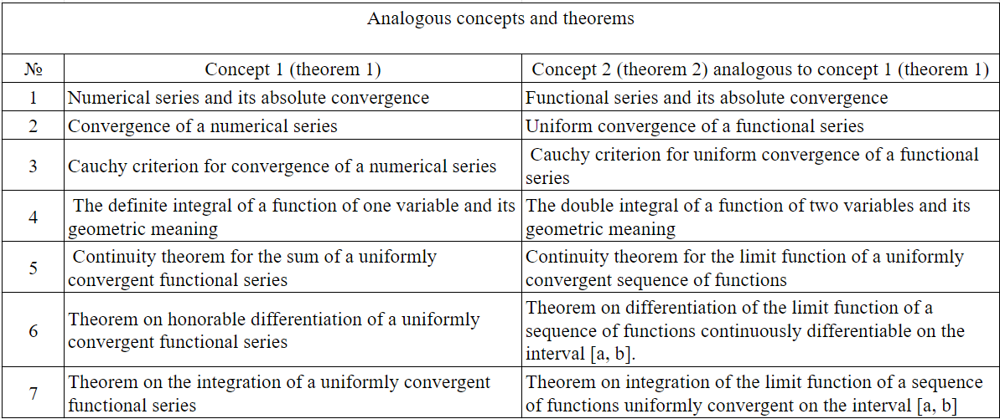 Analogous concepts and theorems
№ Concept 1 (theorem 1) Concept 2 (theorem 2) analogous to concept 1 (theorem 1)
1 Numerical series and its absolute convergence Functional series and its absolute convergence
2 Convergence of a numerical series Uniform convergence of a functional series
3 Cauchy criterion for convergence of a numerical series Cauchy criterion for uniform convergence of a functional
series
4 The definite integral of a function of one variable and its
geometric meaning
The double integral of a function of two variables and its
geometric meaning
5 Continuity theorem for the sum of a uniformly
convergent functional series
Continuity theorem for the limit function of a uniformly
convergent sequence of functions
6 Theorem on honorable differentiation of a uniformly
convergent functional series
Theorem on differentiation of the limit function of a
sequence of functions continuously differentiable on the
interval [a, b].
7 Theorem on the integration of a uniformly convergent
functional series
Theorem on integration of the limit function of a sequence
of functions uniformly convergent on the interval [a, b]